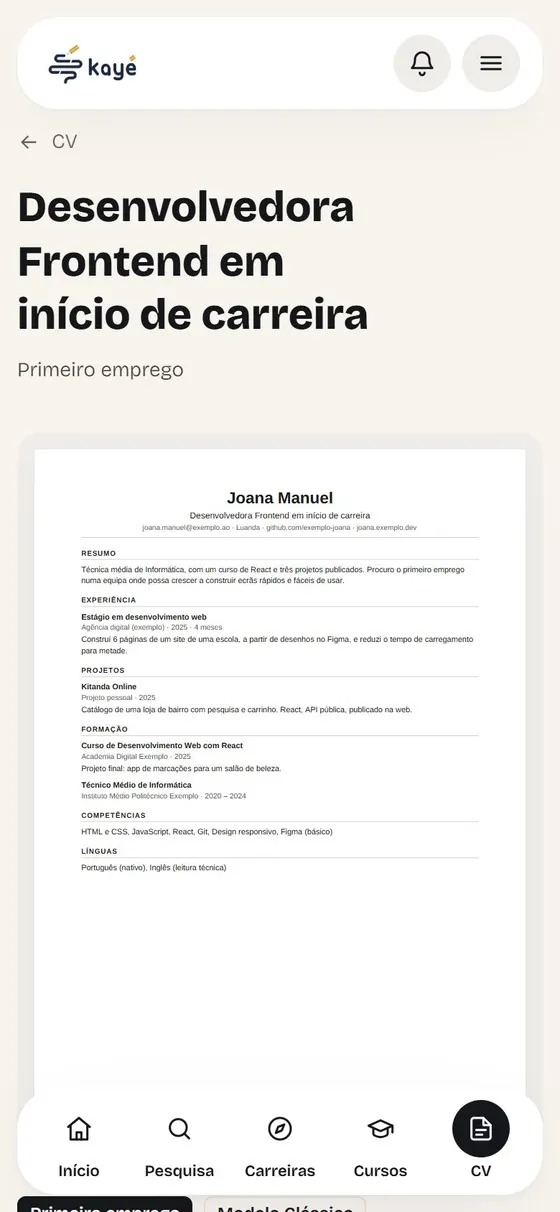 kayé
← CV
Desenvolvedora
Frontend em
início de carreira
Primeiro emprego
Joana Manuel
Desenvolvedora Frontend em início de carreira
joana.manuel@exemplo.ao · Luanda · github.com/exemplo-joana · joana.exemplo.dev
RESUMO
Técnica média de Informática, com um curso de React e três projetos publicados. Procuro o primeiro emprego
numa equipa onde possa crescer a construir ecrãs rápidos e fáceis de usar.
EXPERIÊNCIA
Estágio em desenvolvimento web
Agência digital (exemplo) · 2025 · 4 meses
Construí 6 páginas de um site de uma escola, a partir de desenhos no Figma, e reduzi o tempo de carregamento
para metade.
PROJETOS
Kitanda Online
Projeto pessoal · 2025
Catálogo de uma loja de bairro com pesquisa e carrinho. React, API pública, publicado na web.
FORMAÇÃO
Curso de Desenvolvimento Web com React
Academia Digital Exemplo · 2025
Projeto final: app de marcações para um salão de beleza.
Técnico Médio de Informática
Instituto Médio Politécnico Exemplo · 2020 – 2024
COMPETÊNCIAS
HTML e CSS, JavaScript, React, Git, Design responsivo, Figma (básico)
LÍNGUAS
Português (nativo), Inglês (leitura técnica)
Início
Pesquisa
Carreiras
Cursos
CV
Primeiro emprego
Modelo Clássico